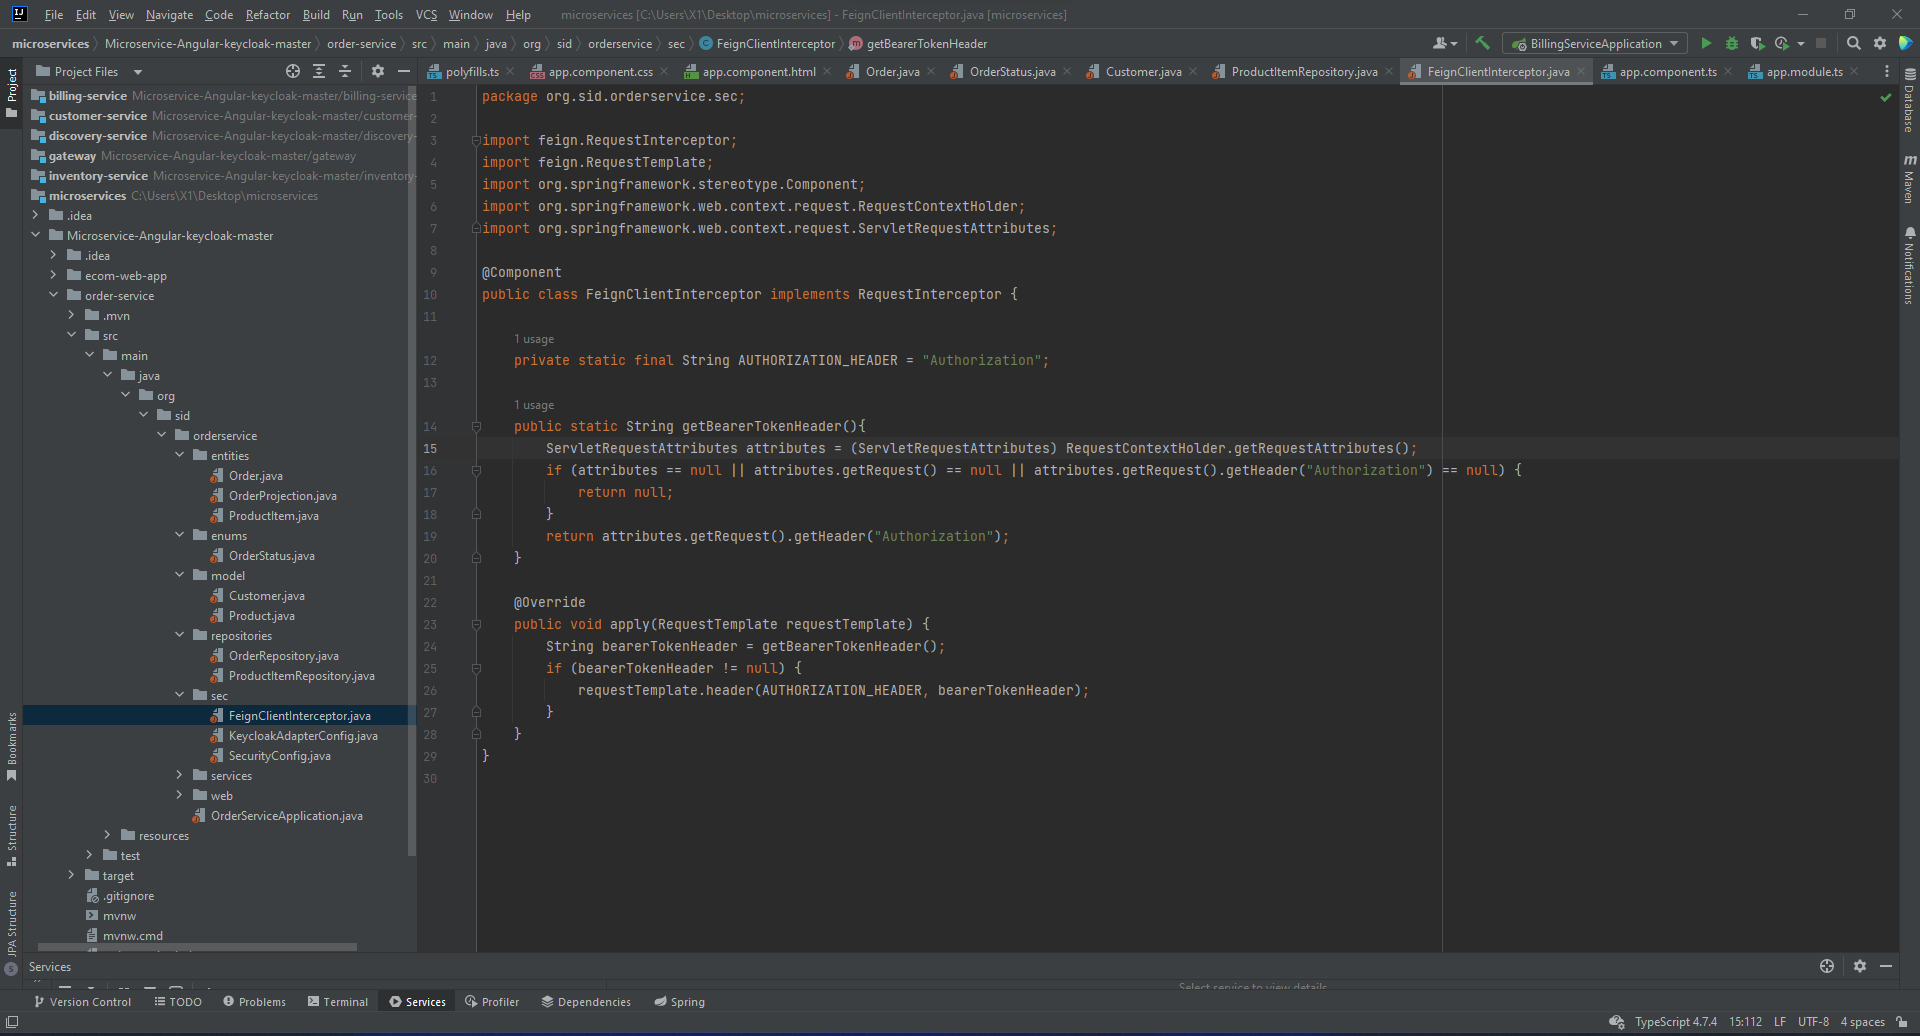 File Edit View Navigate Code Refactor Build Run Tools VCS Window Help microservices [C:\Users\X1\Desktop\microservices] - FeignClientInterceptor.java [microservices]
microservices Microservice-Angular-keycloak-master order-service src main java org sid orderservice sec FeignClientInterceptor getBearerTokenHeader BillingServiceApplication
Project Files
polyfills.ts app.component.css app.component.html Order.java OrderStatus.java Customer.java ProductItemRepository.java FeignClientInterceptor.java app.component.ts app.module.ts
Project
Bookmarks
Structure
JPA Structure
billing-service Microservice-Angular-keycloak-master/billing-service
customer-service Microservice-Angular-keycloak-master/customer-
discovery-service Microservice-Angular-keycloak-master/discovery-
gateway Microservice-Angular-keycloak-master/gateway
inventory-service Microservice-Angular-keycloak-master/inventory-
microservices C:\Users\X1\Desktop\microservices
.idea
Microservice-Angular-keycloak-master
.idea
ecom-web-app
order-service
.mvn
src
main
java
org
sid
orderservice
entities
Order.java
OrderProjection.java
ProductItem.java
enums
OrderStatus.java
model
Customer.java
Product.java
repositories
OrderRepository.java
ProductItemRepository.java
sec
FeignClientInterceptor.java
KeycloakAdapterConfig.java
SecurityConfig.java
services
web
OrderServiceApplication.java
resources
test
target
.gitignore
mvnw
mvnw.cmd
1 package org.sid.orderservice.sec;
2
3 import feign.RequestInterceptor;
4 import feign.RequestTemplate;
5 import org.springframework.stereotype.Component;
6 import org.springframework.web.context.request.RequestContextHolder;
7 import org.springframework.web.context.request.ServletRequestAttributes;
8
9 @Component
10 public class FeignClientInterceptor implements RequestInterceptor {
11
1 usage
12 private static final String AUTHORIZATION_HEADER = "Authorization";
13
1 usage
14 public static String getBearerTokenHeader(){
15 ServletRequestAttributes attributes = (ServletRequestAttributes) RequestContextHolder.getRequestAttributes();
16 if (attributes == null || attributes.getRequest() == null || attributes.getRequest().getHeader("Authorization") == null) {
17 return null;
18 }
19 return attributes.getRequest().getHeader("Authorization");
20 }
21
22 @Override
23 public void apply(RequestTemplate requestTemplate) {
24 String bearerTokenHeader = getBearerTokenHeader();
25 if (bearerTokenHeader != null) {
26 requestTemplate.header(AUTHORIZATION_HEADER, bearerTokenHeader);
27 }
28 }
29 }
30
Database
Maven
Notifications
Services
Select service to view details
Version Control TODO Problems Terminal Services Profiler Dependencies Spring
TypeScript 4.7.4 15:112 LF UTF-8 4 spaces